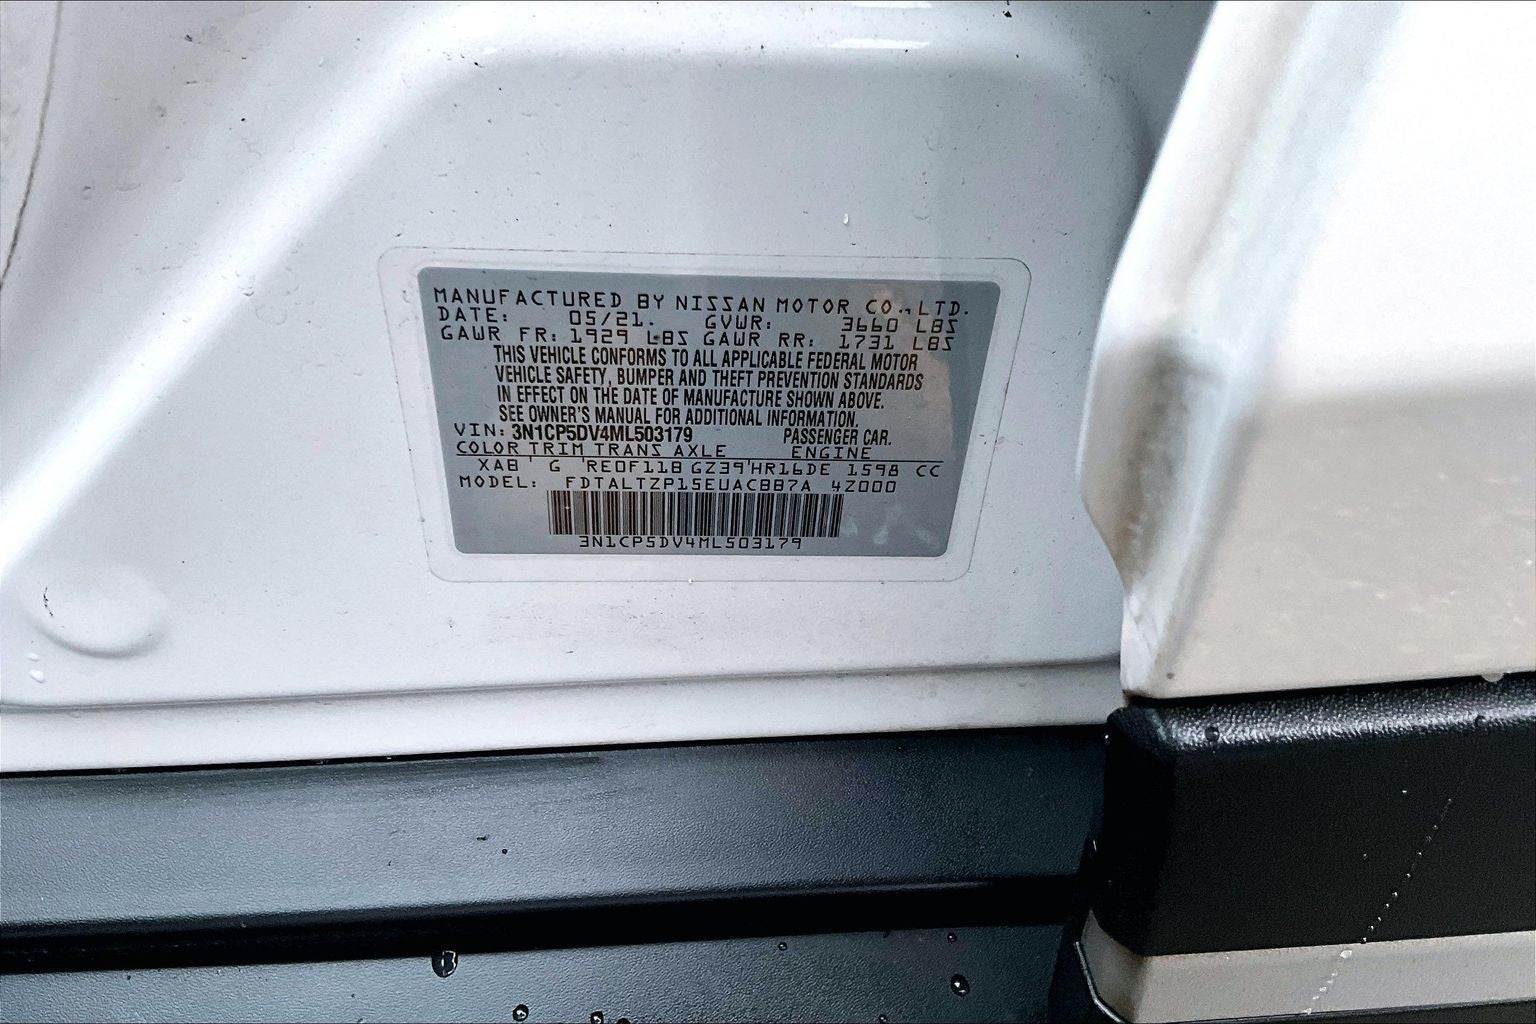 MANUFACTURED BY NISSAN MOTOR CO., LTD.
DATE: 05/21. GVWR: 3660 LBS
GAWR FR: 1929 LBS GAWR RR: 1731 LBS
THIS VEHICLE CONFORMS TO ALL APPLICABLE FEDERAL MOTOR
VEHICLE SAFETY, BUMPER AND THEFT PREVENTION STANDARDS
IN EFFECT ON THE DATE OF MANUFACTURE SHOWN ABOVE.
SEE OWNER'S MANUAL FOR ADDITIONAL INFORMATION.
VIN: 3N1CP5DV4ML503179 PASSENGER CAR.
COLOR TRIM TRANS AXLE ENGINE
XAB G RE0F11B GZ39 HR16DE 1598 CC
MODEL: FDTALTZP15EUACBB7A 4Z000
3N1CP5DV4ML503179